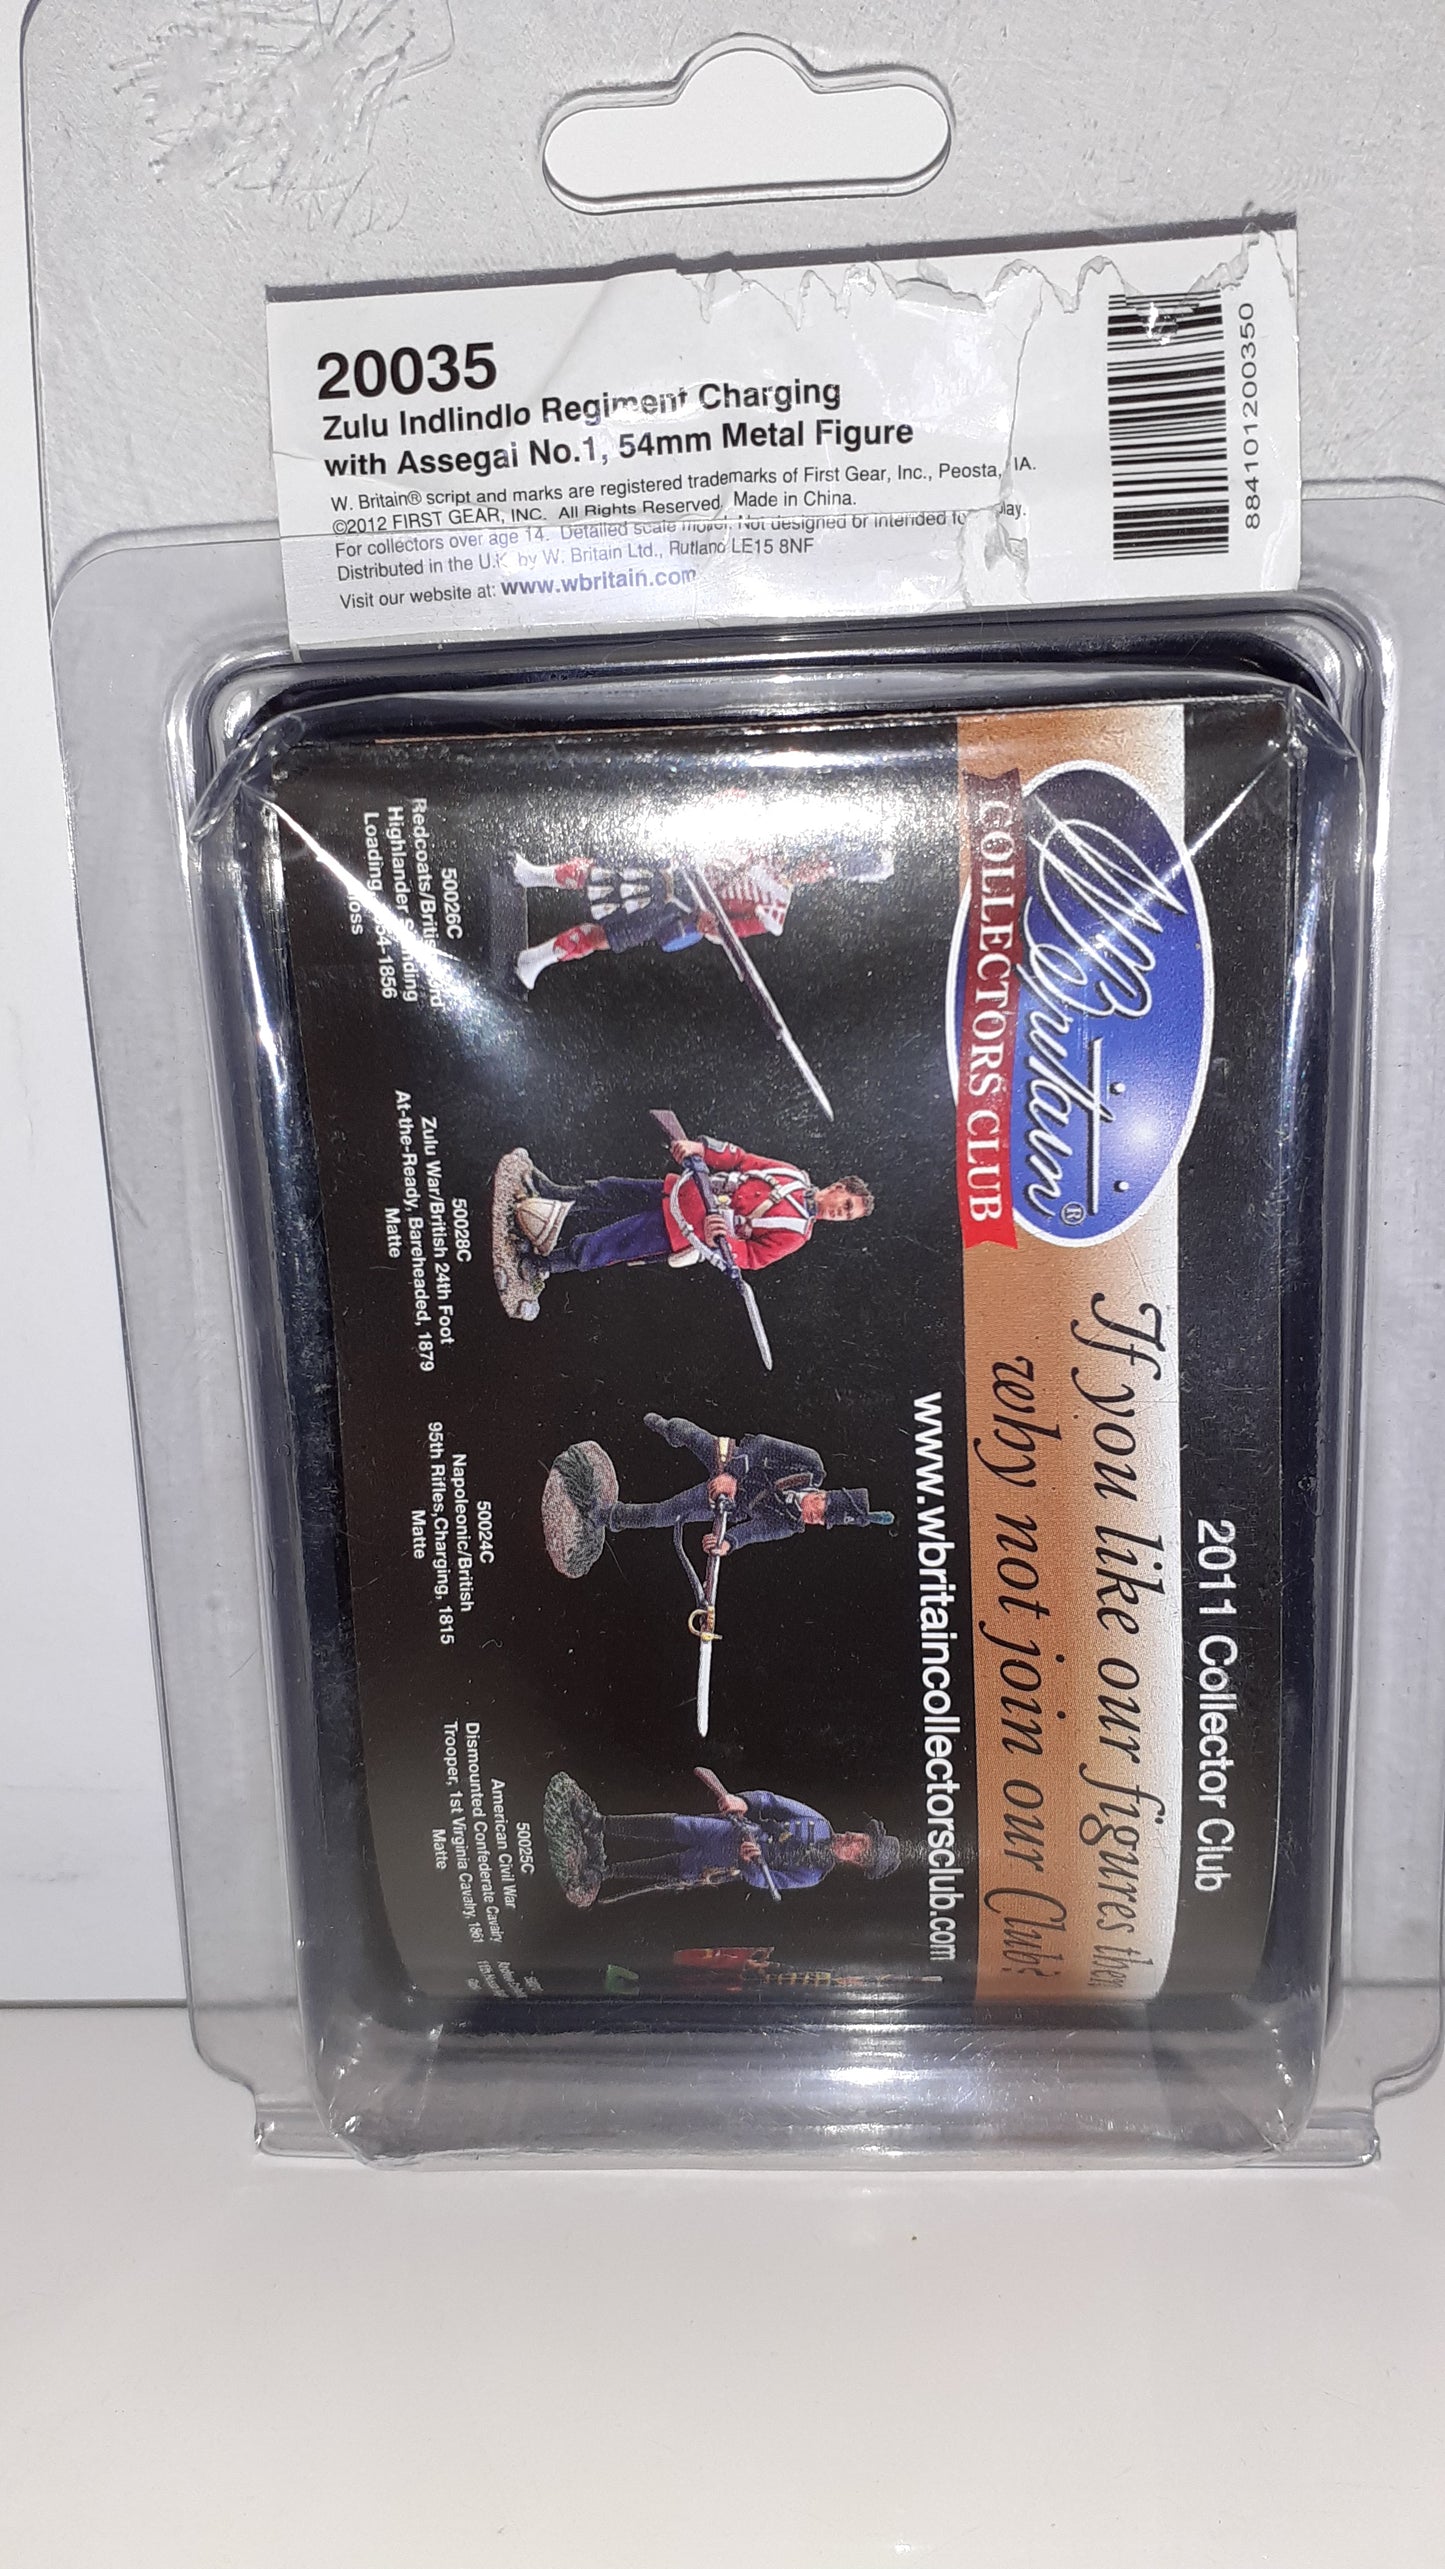 20035
Zulu Indlindlo Regiment Charging
with Assegai No.1, 54mm Metal Figure
W. Britain® script and marks are registered trademarks of First Gear, Inc., Peosta, IA.
©2012 FIRST GEAR, INC. All Rights Reserved. Made in China.
For collectors over age 14. Detailed scale model. Not designed or intended for play.
Distributed in the U.K. by W. Britain Ltd., Rutland LE15 8NF
Visit our website at: www.wbritain.com
884101200350
2011 Collector Club
W. Britain®
COLLECTORS CLUB
If you like our figures then
why not join our Club?
www.wbritaincollectorsclub.com
50026C
Redcoats/British
Highlander Standing
Loading 1854-1856
Gloss
50028C
Zulu War/British 24th Foot
At-the-Ready, Bareheaded, 1879
Matte
50024C
Napoleonic/British
95th Rifles,Charging, 1815
Matte
50025C
American Civil War
Dismounted Confederate Cavalry
Trooper, 1st Virginia Cavalry, 1861
Matte